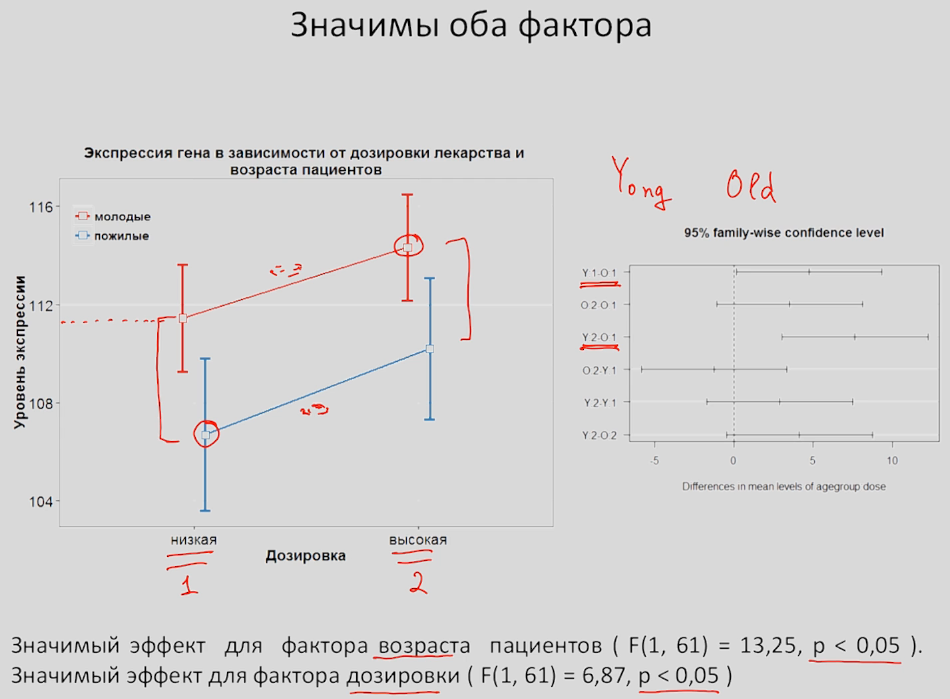 Значимы оба фактора
Экспрессия гена в зависимости от дозировки лекарства и
возраста пациентов
116
112
108
104
молодые
пожилые
Уровень экспрессии
низкая
высокая
Дозировка
1
2
Yong Old
95% family-wise confidence level
Y1-O1
O2-O1
Y2-O1
O2-Y1
Y2-Y1
Y2-O2
-5
0
5
10
Differences in mean levels of agegroup dose
Значимый эффект для фактора возраста пациентов ( F(1, 61) = 13,25, p < 0,05 ).
Значимый эффект для фактора дозировки ( F(1, 61) = 6,87, p < 0,05 )